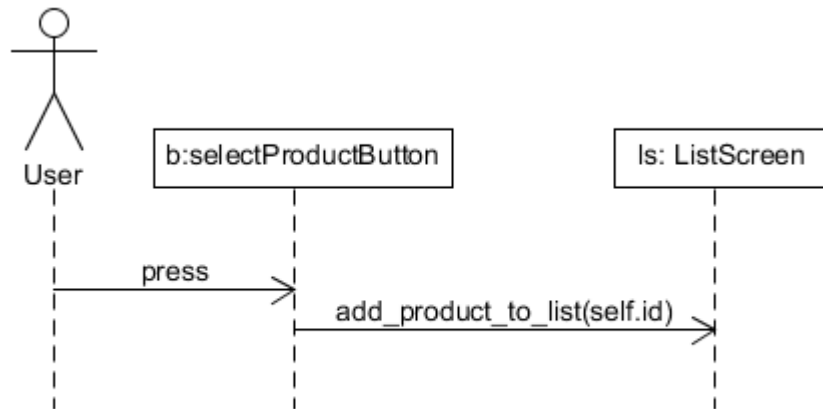 User
b:selectProductButton
ls: ListScreen
press
add_product_to_list(self.id)